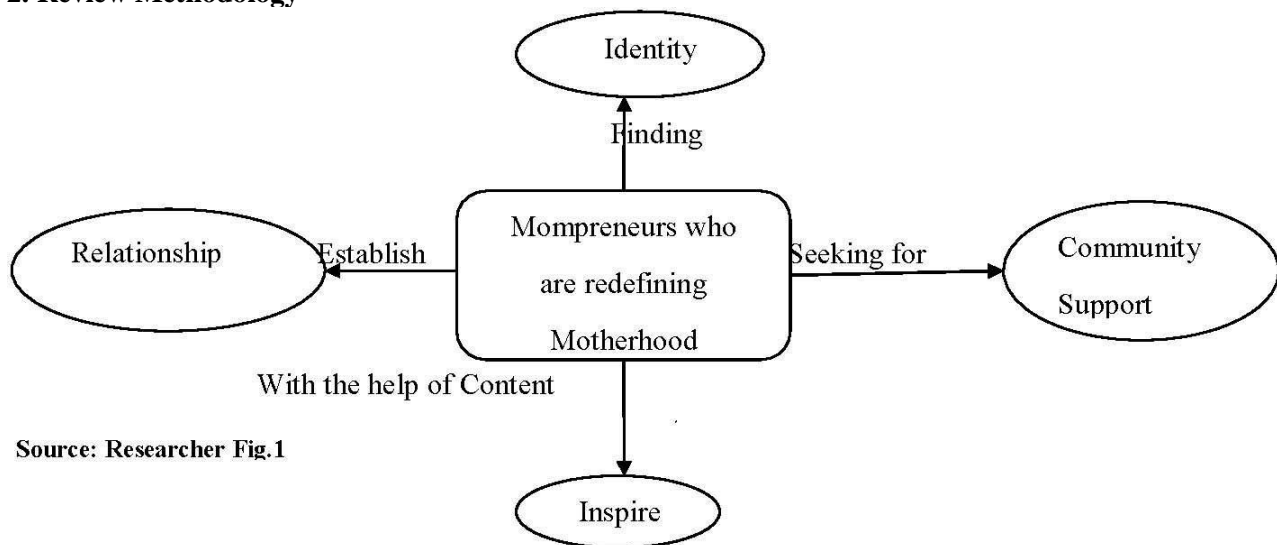 2. Review Methodology
Identity
Finding
Relationship
Establish
Mompreneurs who
are redefining
Motherhood
Seeking for
Community
Support
With the help of Content
Source: Researcher Fig.1
Inspire